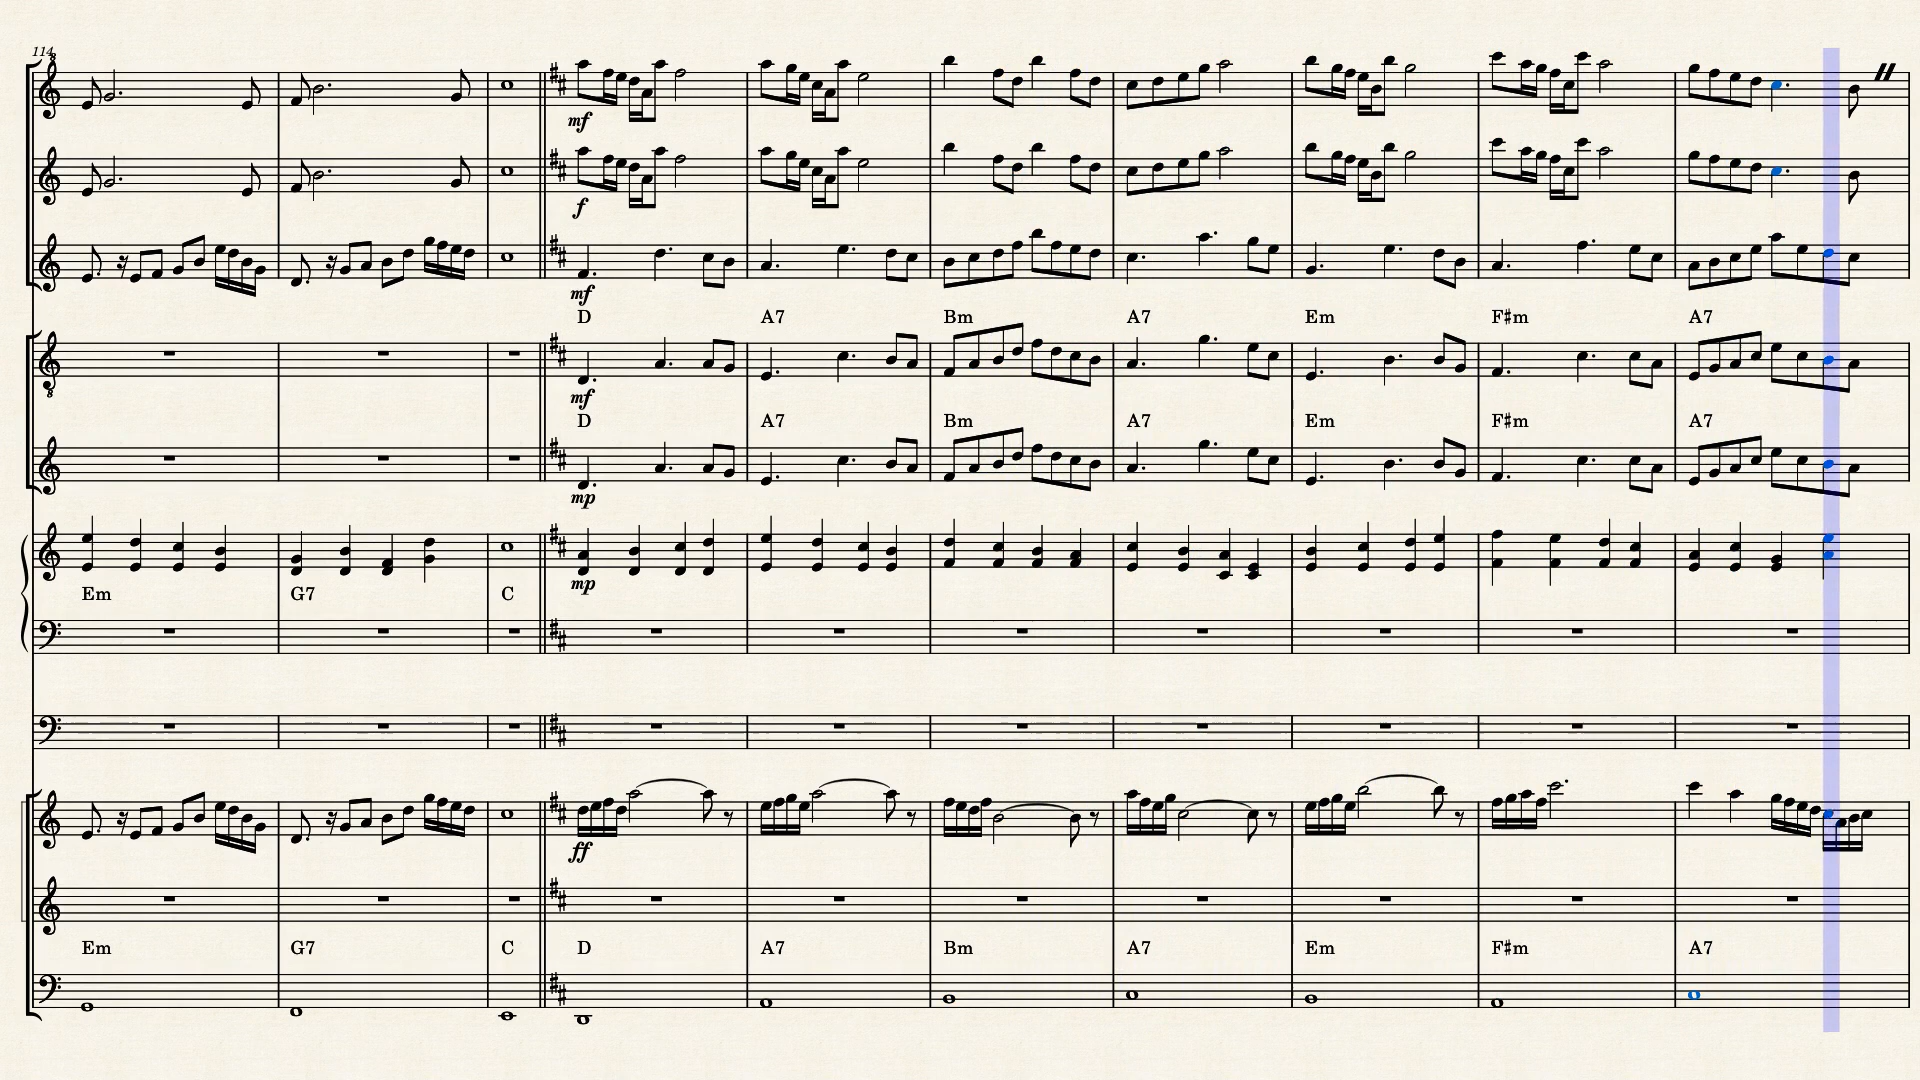 114
mf
f
mf
D A7 Bm A7 Em F♯m A7
mf
D A7 Bm A7 Em F♯m A7
mp
mp
Em G7 C
ff
Em G7 C D A7 Bm A7 Em F♯m A7